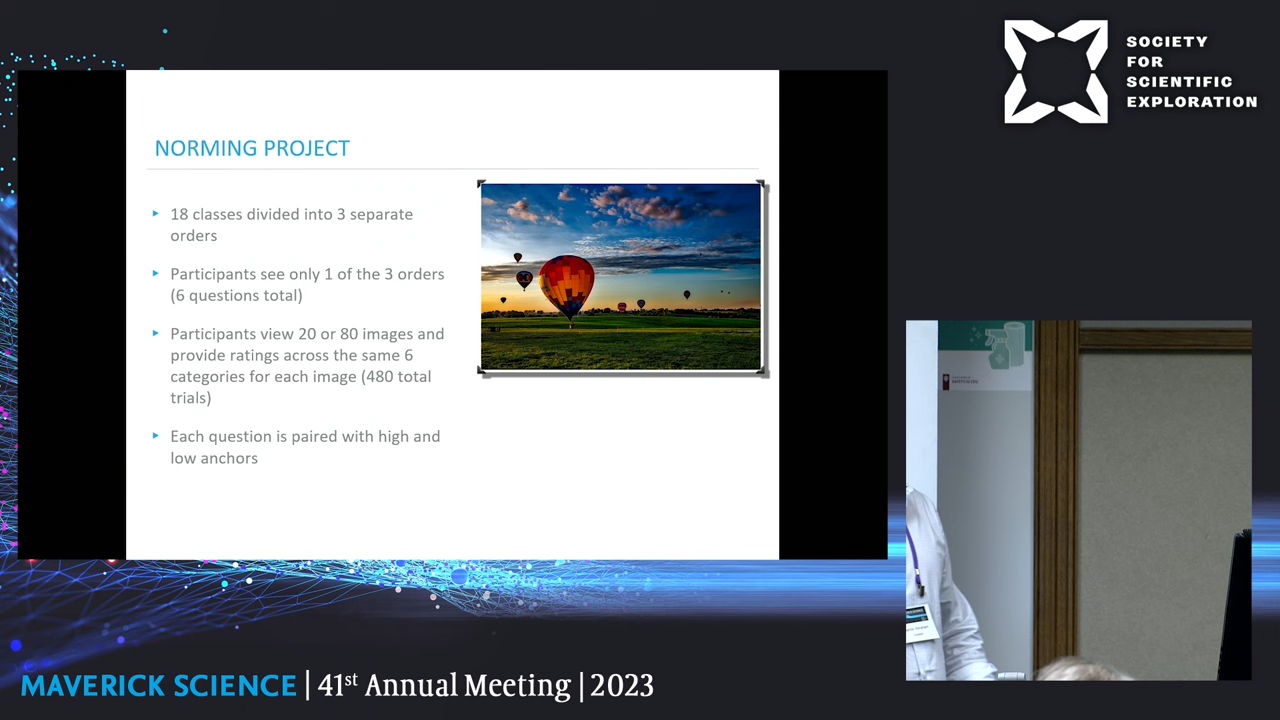 SOCIETY
FOR
SCIENTIFIC
EXPLORATION
NORMING PROJECT
18 classes divided into 3 separate
orders
Participants see only 1 of the 3 orders
(6 questions total)
Participants view 20 or 80 images and
provide ratings across the same 6
categories for each image (480 total
trials)
Each question is paired with high and
low anchors
MAVERICK SCIENCE | 41st Annual Meeting | 2023